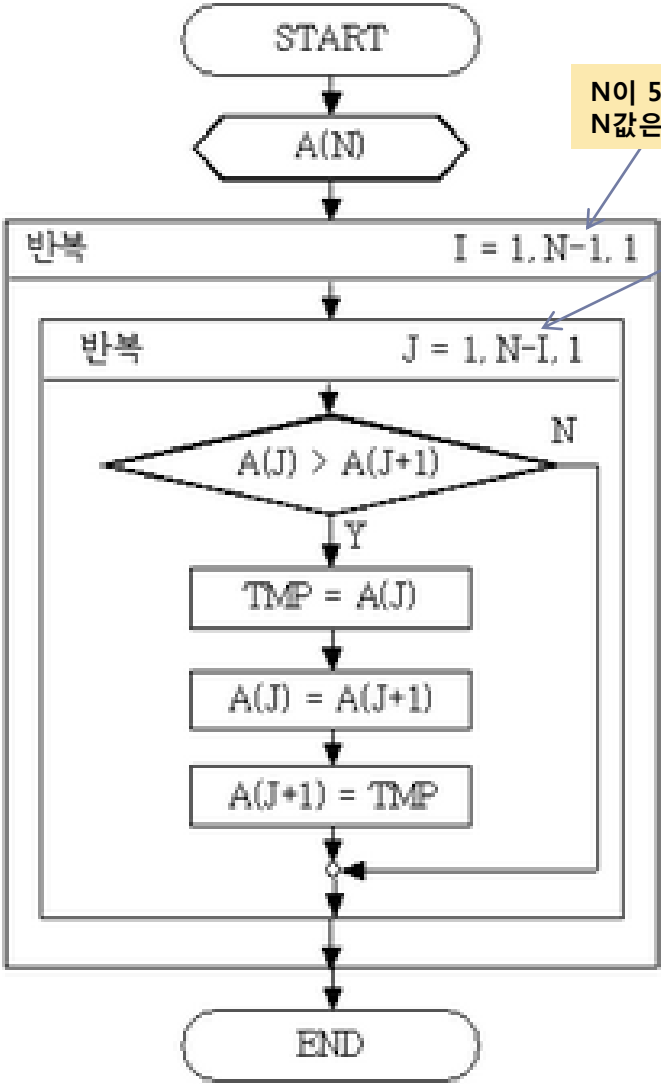 START
N이 5
N값은
A(N)
반복 I = 1, N-1, 1
반복 J = 1, N-I, 1
A(J) > A(J+1)
N
Y
TMP = A(J)
A(J) = A(J+1)
A(J+1) = TMP
END